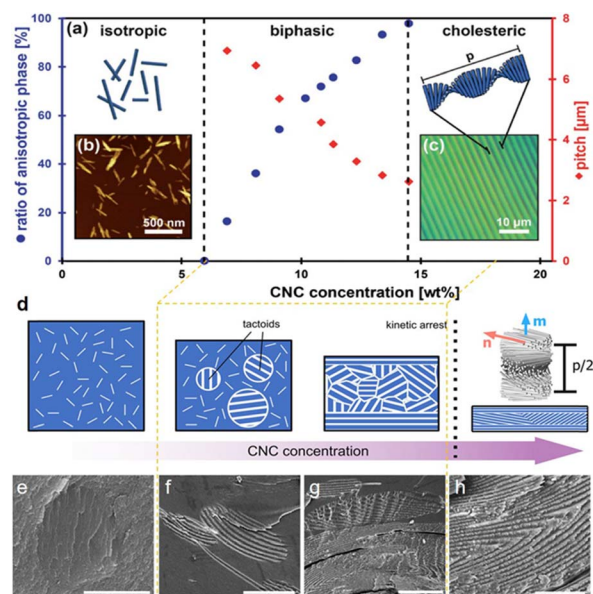 (a) isotropic biphasic cholesteric
ratio of anisotropic phase [%]
100
80
60
40
20
0
8
6
4
2
0
pitch [µm]
p
(b)
500 nm
(c)
10 µm
0 5 10 15 20
CNC concentration [wt%]
d
tactoids
kinetic arrest
m
n
p/2
CNC concentration
e f g h